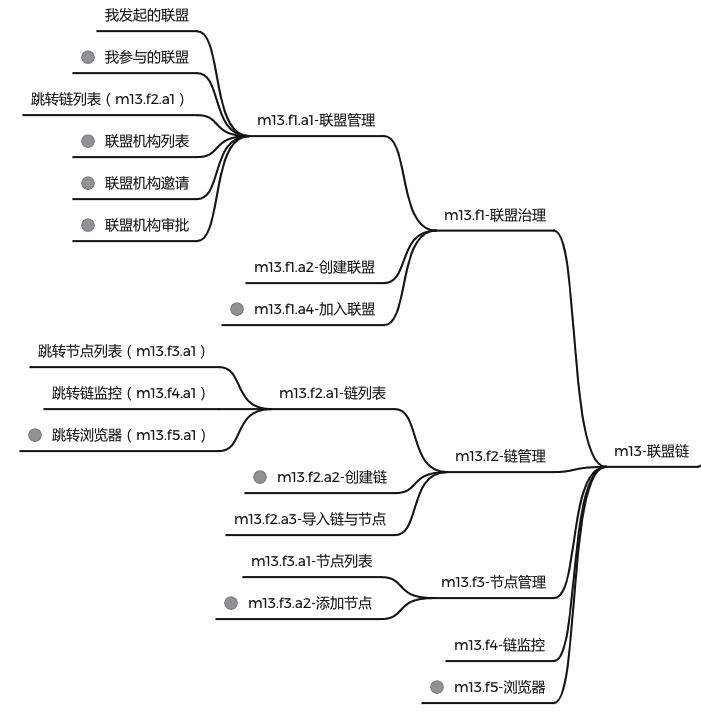 我发起的联盟
我参与的联盟
跳转链列表（m13.f2.a1）
联盟机构列表
联盟机构邀请
联盟机构审批
m13.f1.a1-联盟管理
m13.f1-联盟治理
m13.f1.a2-创建联盟
m13.f1.a4-加入联盟
跳转节点列表（m13.f3.a1）
跳转链监控（m13.f4.a1）
跳转浏览器（m13.f5.a1）
m13.f2.a1-链列表
m13.f2-链管理
m13-联盟链
m13.f2.a2-创建链
m13.f2.a3-导入链与节点
m13.f3.a1-节点列表
m13.f3-节点管理
m13.f3.a2-添加节点
m13.f4-链监控
m13.f5-浏览器